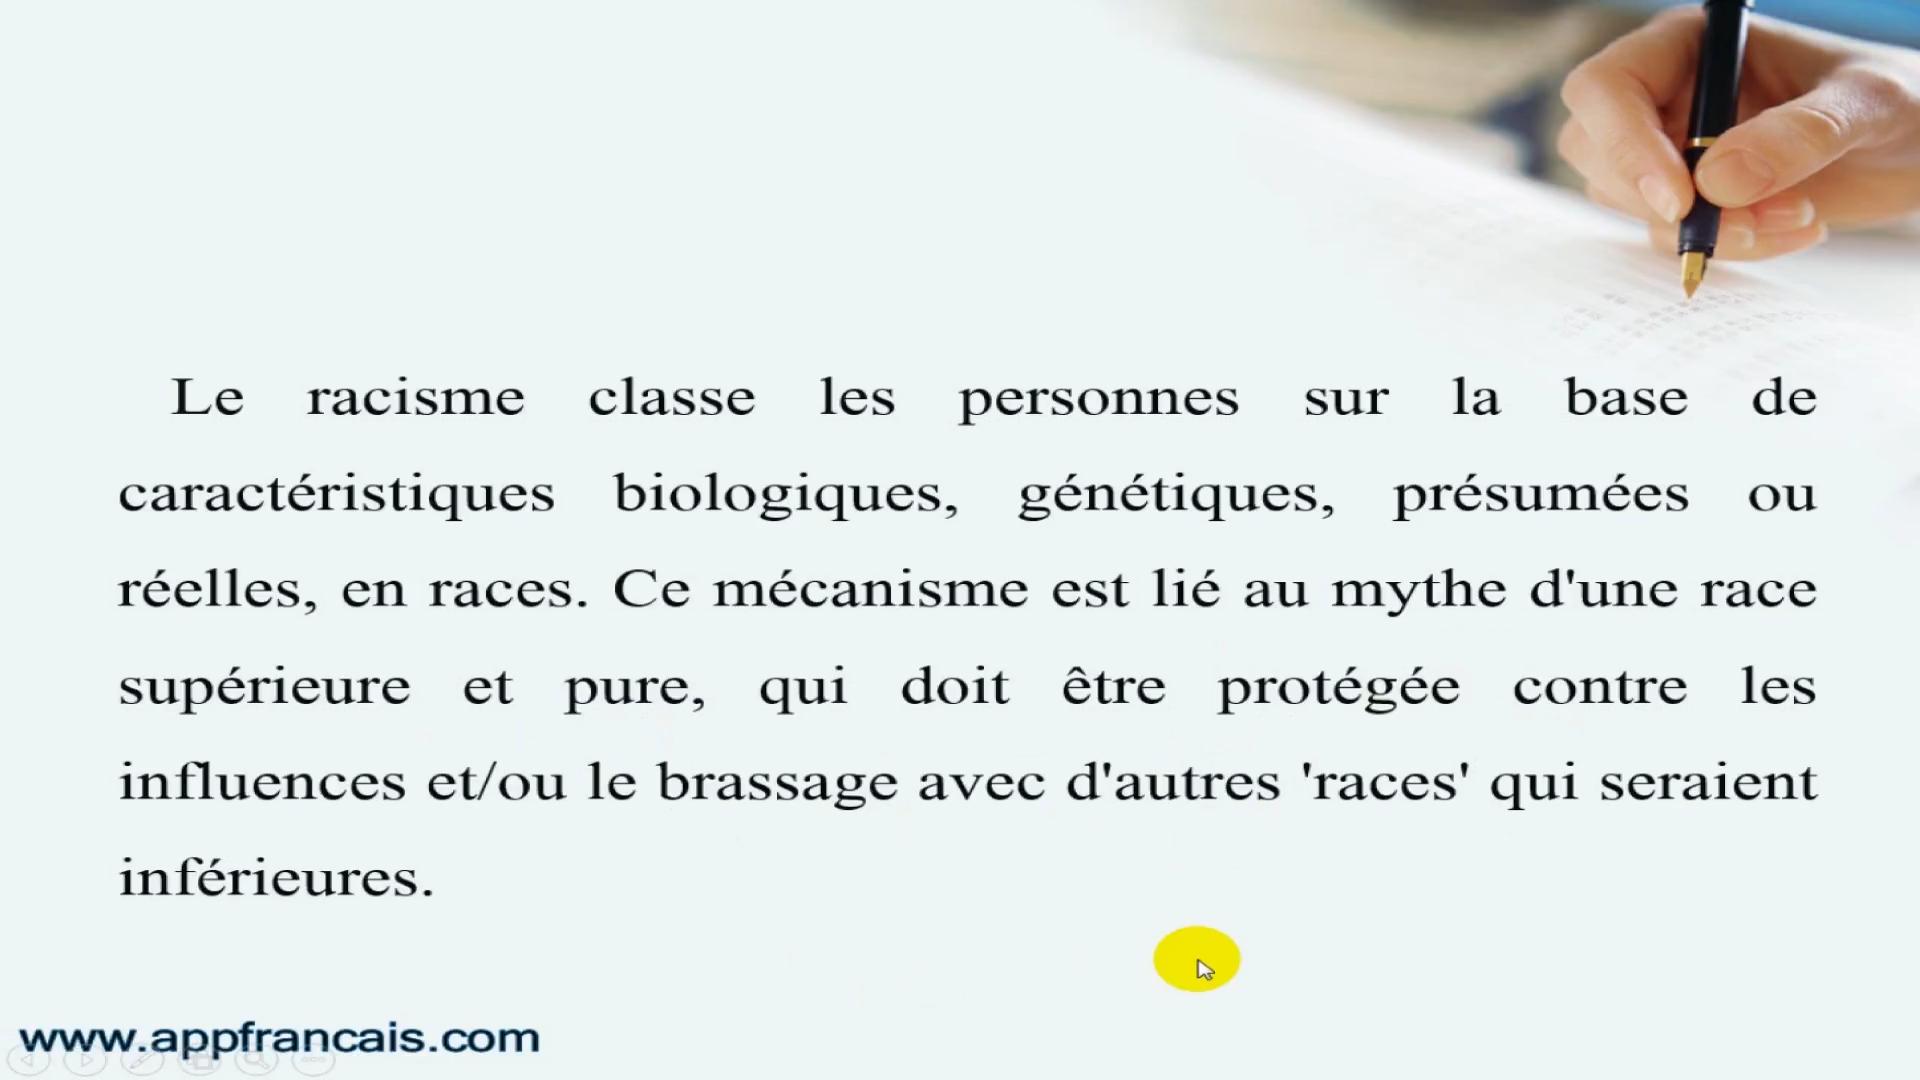 Le racisme classe les personnes sur la base de
caractéristiques biologiques, génétiques, présumées ou
réelles, en races. Ce mécanisme est lié au mythe d'une race
supérieure et pure, qui doit être protégée contre les
influences et/ou le brassage avec d'autres 'races' qui seraient
inférieures.
www.appfrancais.com